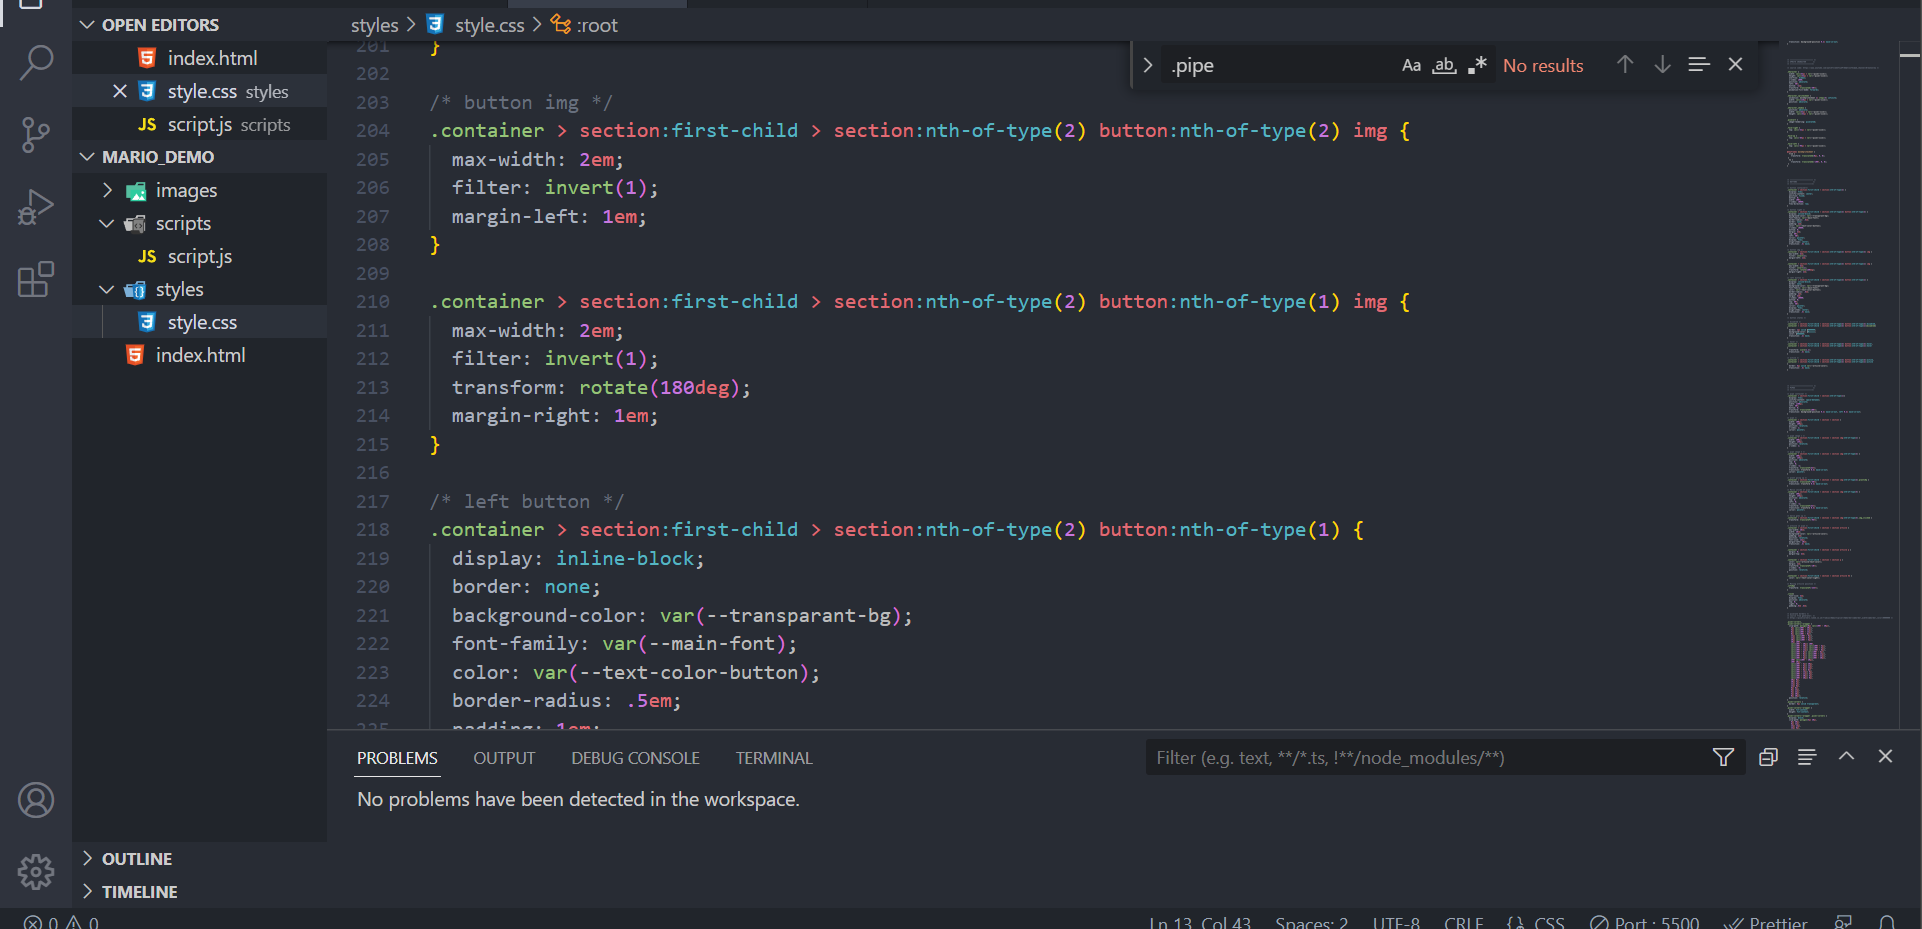 OPEN EDITORS
index.html
style.css styles
script.js scripts
MARIO_DEMO
images
scripts
script.js
styles
style.css
index.html
OUTLINE
TIMELINE
styles > style.css > :root
.pipe Aa ab, .* No results
201 }
202
203 /* button img */
204 .container > section:first-child > section:nth-of-type(2) button:nth-of-type(2) img {
205 max-width: 2em;
206 filter: invert(1);
207 margin-left: 1em;
208 }
209
210 .container > section:first-child > section:nth-of-type(2) button:nth-of-type(1) img {
211 max-width: 2em;
212 filter: invert(1);
213 transform: rotate(180deg);
214 margin-right: 1em;
215 }
216
217 /* left button */
218 .container > section:first-child > section:nth-of-type(2) button:nth-of-type(1) {
219 display: inline-block;
220 border: none;
221 background-color: var(--transparant-bg);
222 font-family: var(--main-font);
223 color: var(--text-color-button);
224 border-radius: .5em;
225 padding: 1em;
PROBLEMS OUTPUT DEBUG CONSOLE TERMINAL Filter (e.g. text, **/*.ts, !**/node_modules/**)
No problems have been detected in the workspace.
0 0 Ln 13, Col 43 Spaces: 2 UTF-8 CRLF {} CSS Port : 5500 Prettier